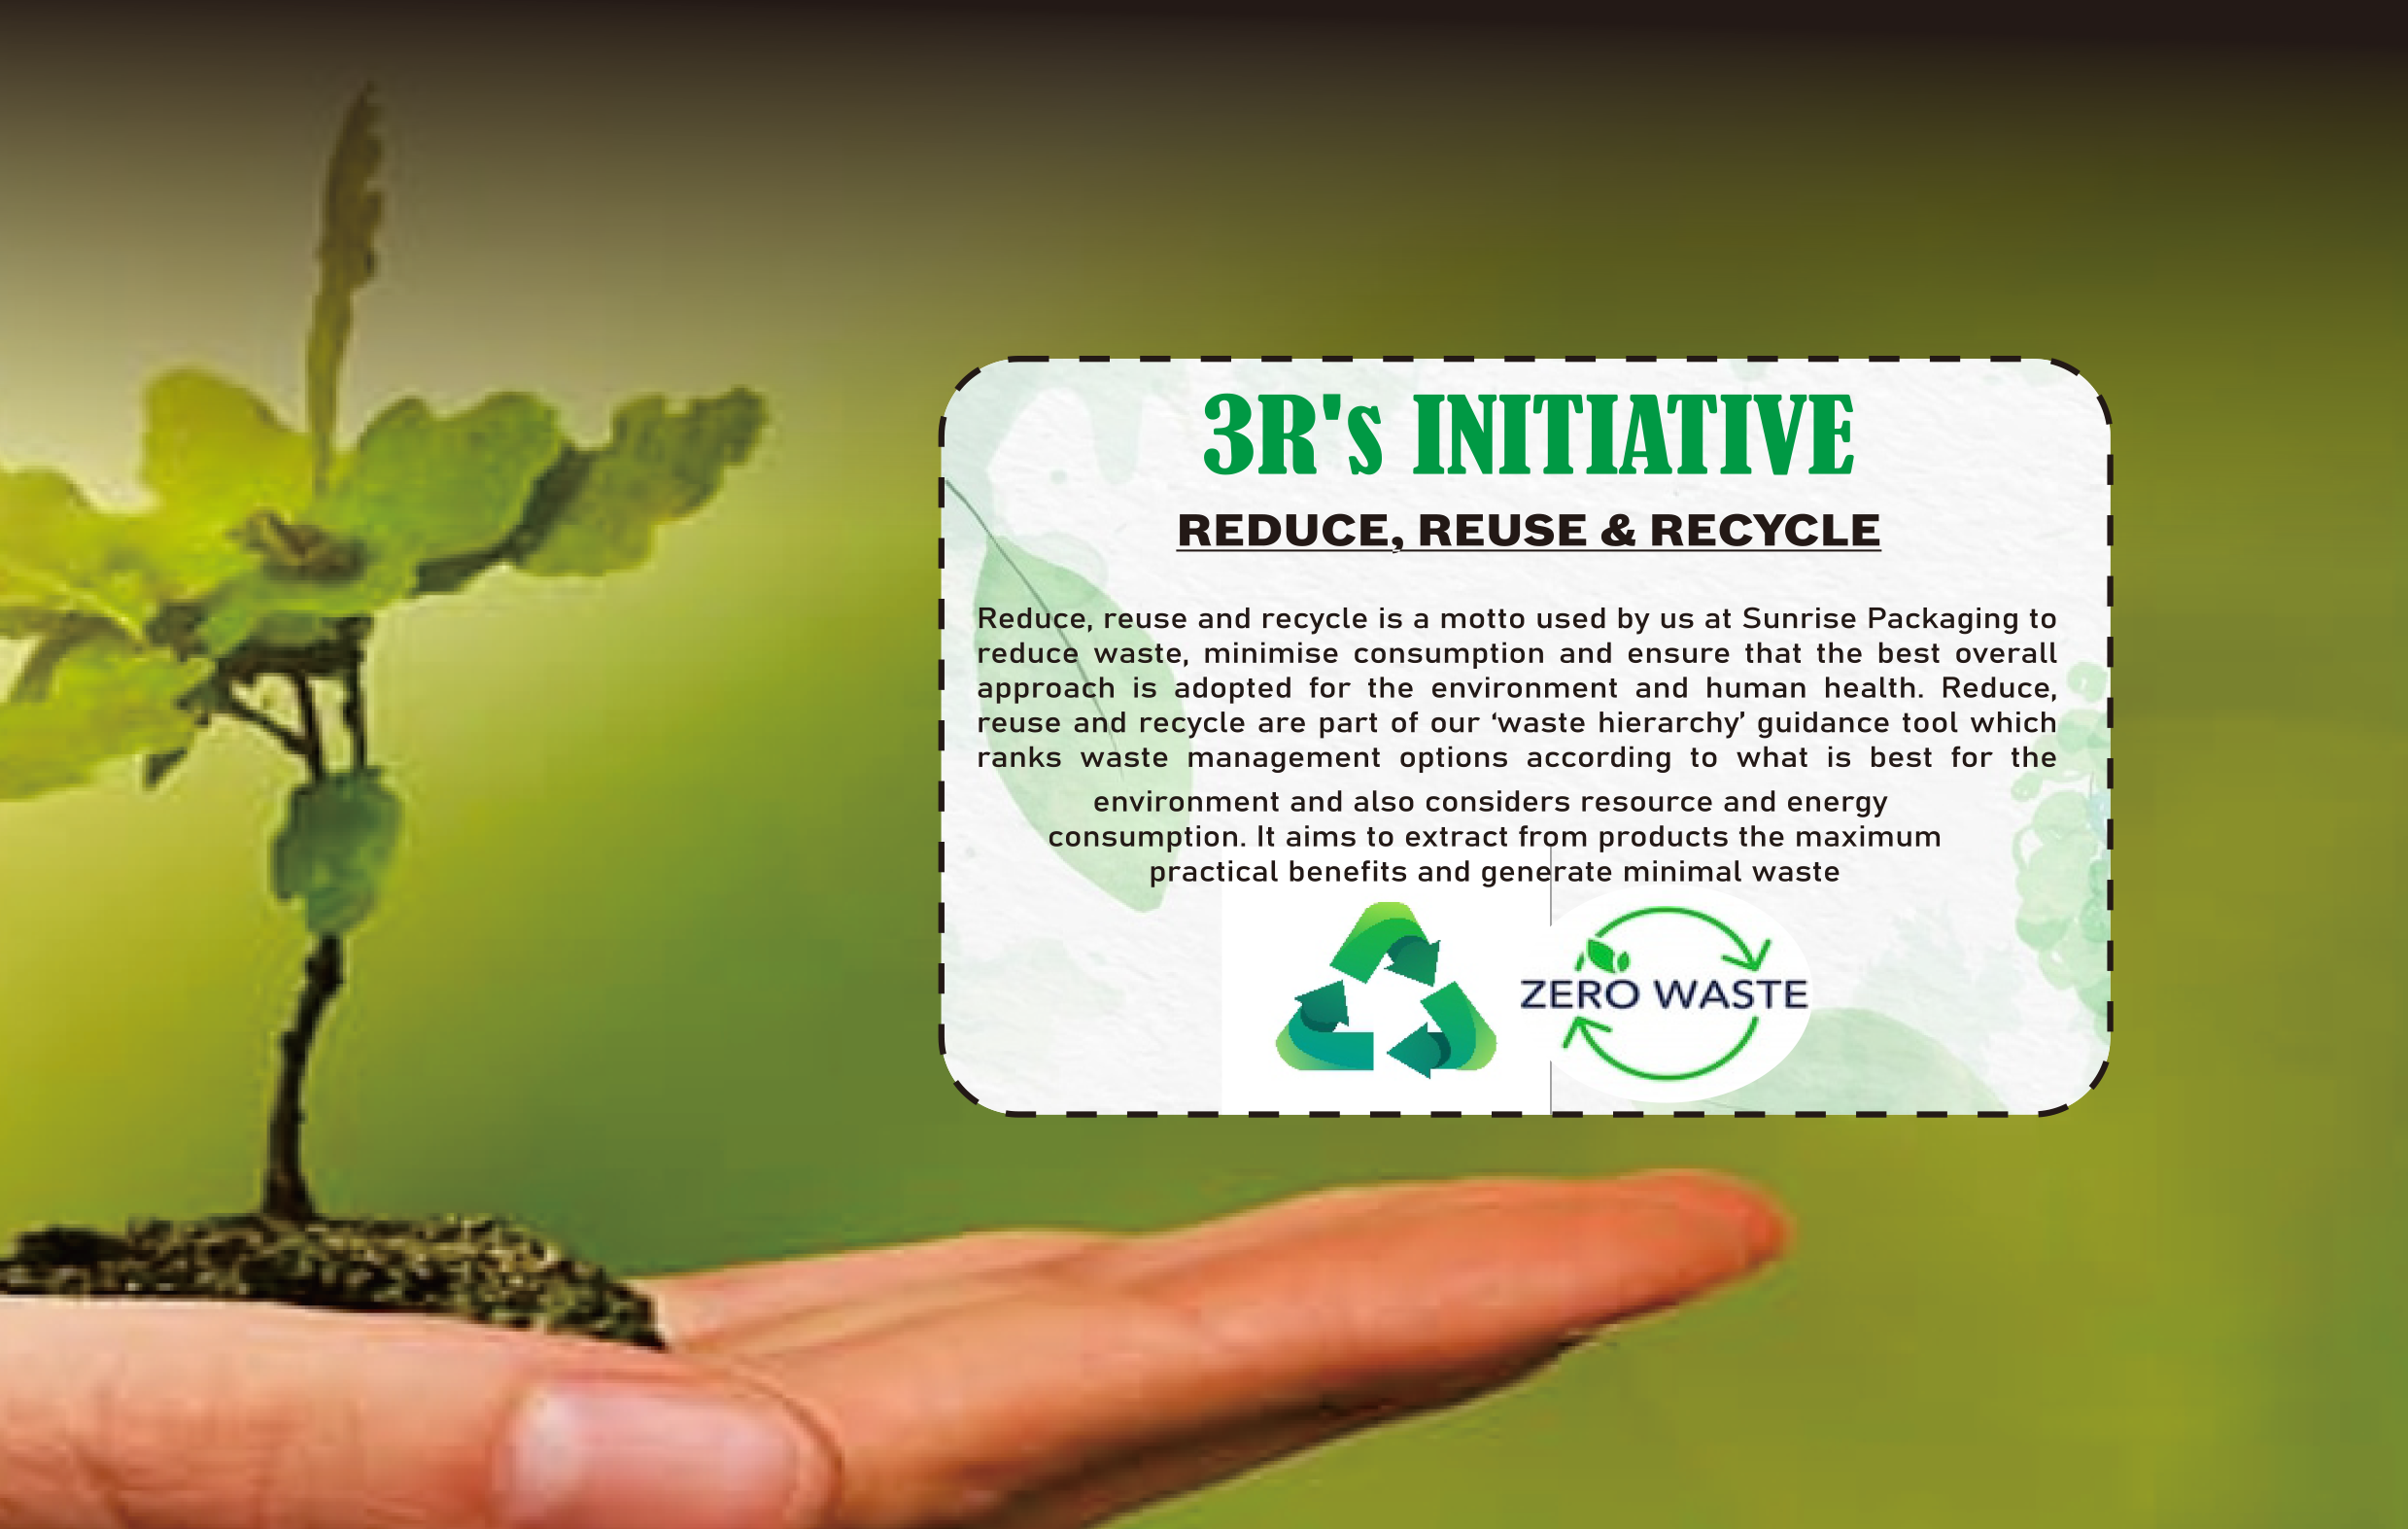 3R's INITIATIVE
REDUCE, REUSE & RECYCLE
Reduce, reuse and recycle is a motto used by us at Sunrise Packaging to
reduce waste, minimise consumption and ensure that the best overall
approach is adopted for the environment and human health. Reduce,
reuse and recycle are part of our ‘waste hierarchy’ guidance tool which
ranks waste management options according to what is best for the
environment and also considers resource and energy
consumption. It aims to extract from products the maximum
practical benefits and generate minimal waste
ZERO WASTE